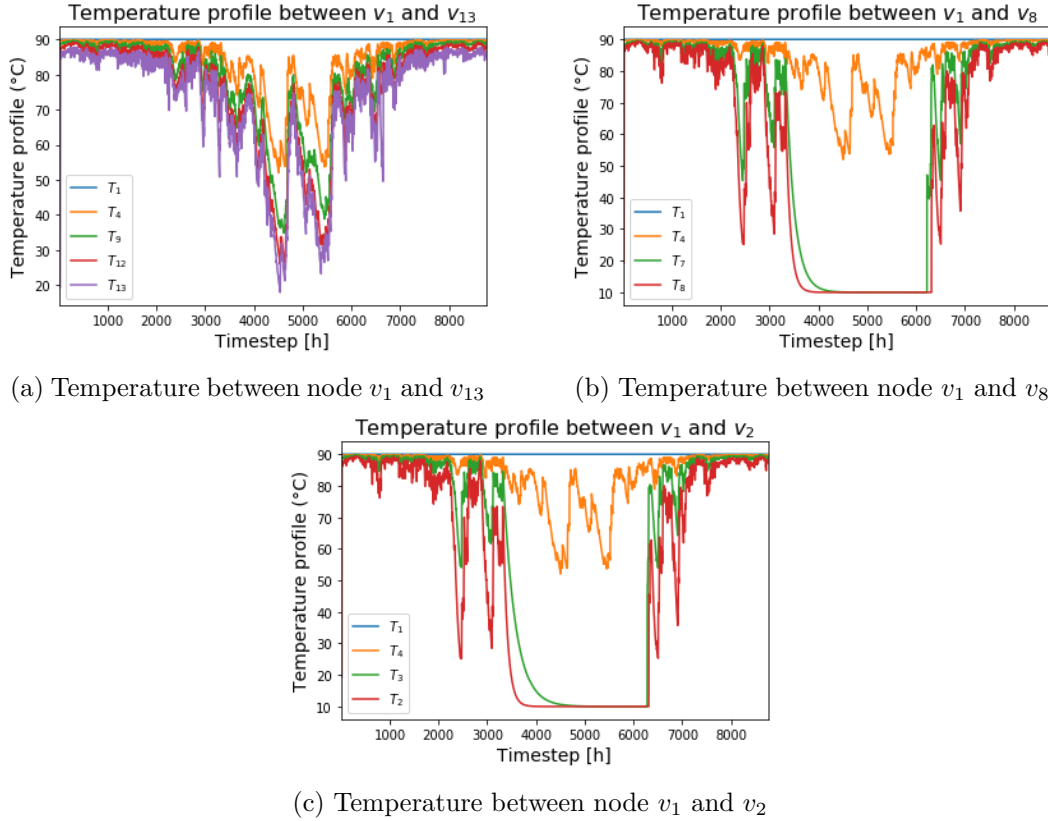 Temperature profile between v₁ and v₁₃
Temperature profile (°C)
90
80
70
60
50
40
30
20
T₁
T₄
T₉
T₁₂
T₁₃
1000 2000 3000 4000 5000 6000 7000 8000
Timestep [h]
(a) Temperature between node v₁ and v₁₃
Temperature profile between v₁ and v₈
Temperature profile (°C)
90
80
70
60
50
40
30
20
10
T₁
T₄
T₇
T₈
1000 2000 3000 4000 5000 6000 7000 8000
Timestep [h]
(b) Temperature between node v₁ and v₈
Temperature profile between v₁ and v₂
Temperature profile (°C)
90
80
70
60
50
40
30
20
10
T₁
T₄
T₃
T₂
1000 2000 3000 4000 5000 6000 7000 8000
Timestep [h]
(c) Temperature between node v₁ and v₂